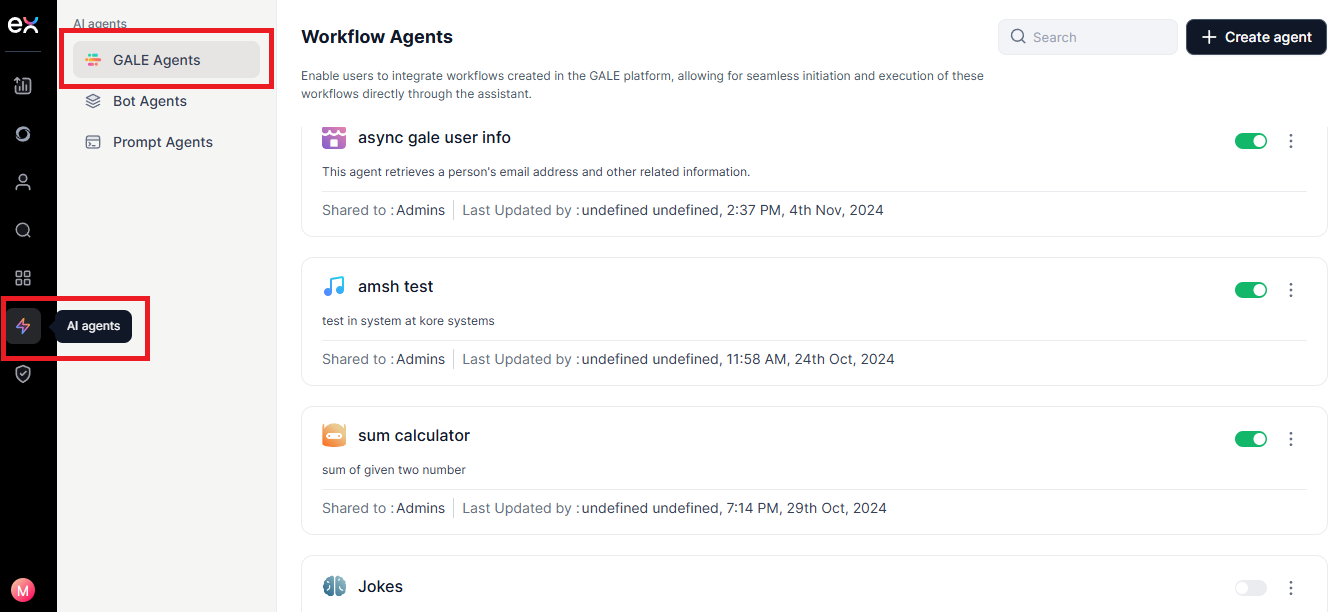 ex
AI agents
GALE Agents
Bot Agents
Prompt Agents
AI agents
M
Workflow Agents
Search
+ Create agent
Enable users to integrate workflows created in the GALE platform, allowing for seamless initiation and execution of these
workflows directly through the assistant.
async gale user info
This agent retrieves a person's email address and other related information.
Shared to : Admins Last Updated by : undefined undefined, 2:37 PM, 4th Nov, 2024
amsh test
test in system at kore systems
Shared to : Admins Last Updated by : undefined undefined, 11:58 AM, 24th Oct, 2024
sum calculator
sum of given two number
Shared to : Admins Last Updated by : undefined undefined, 7:14 PM, 29th Oct, 2024
Jokes